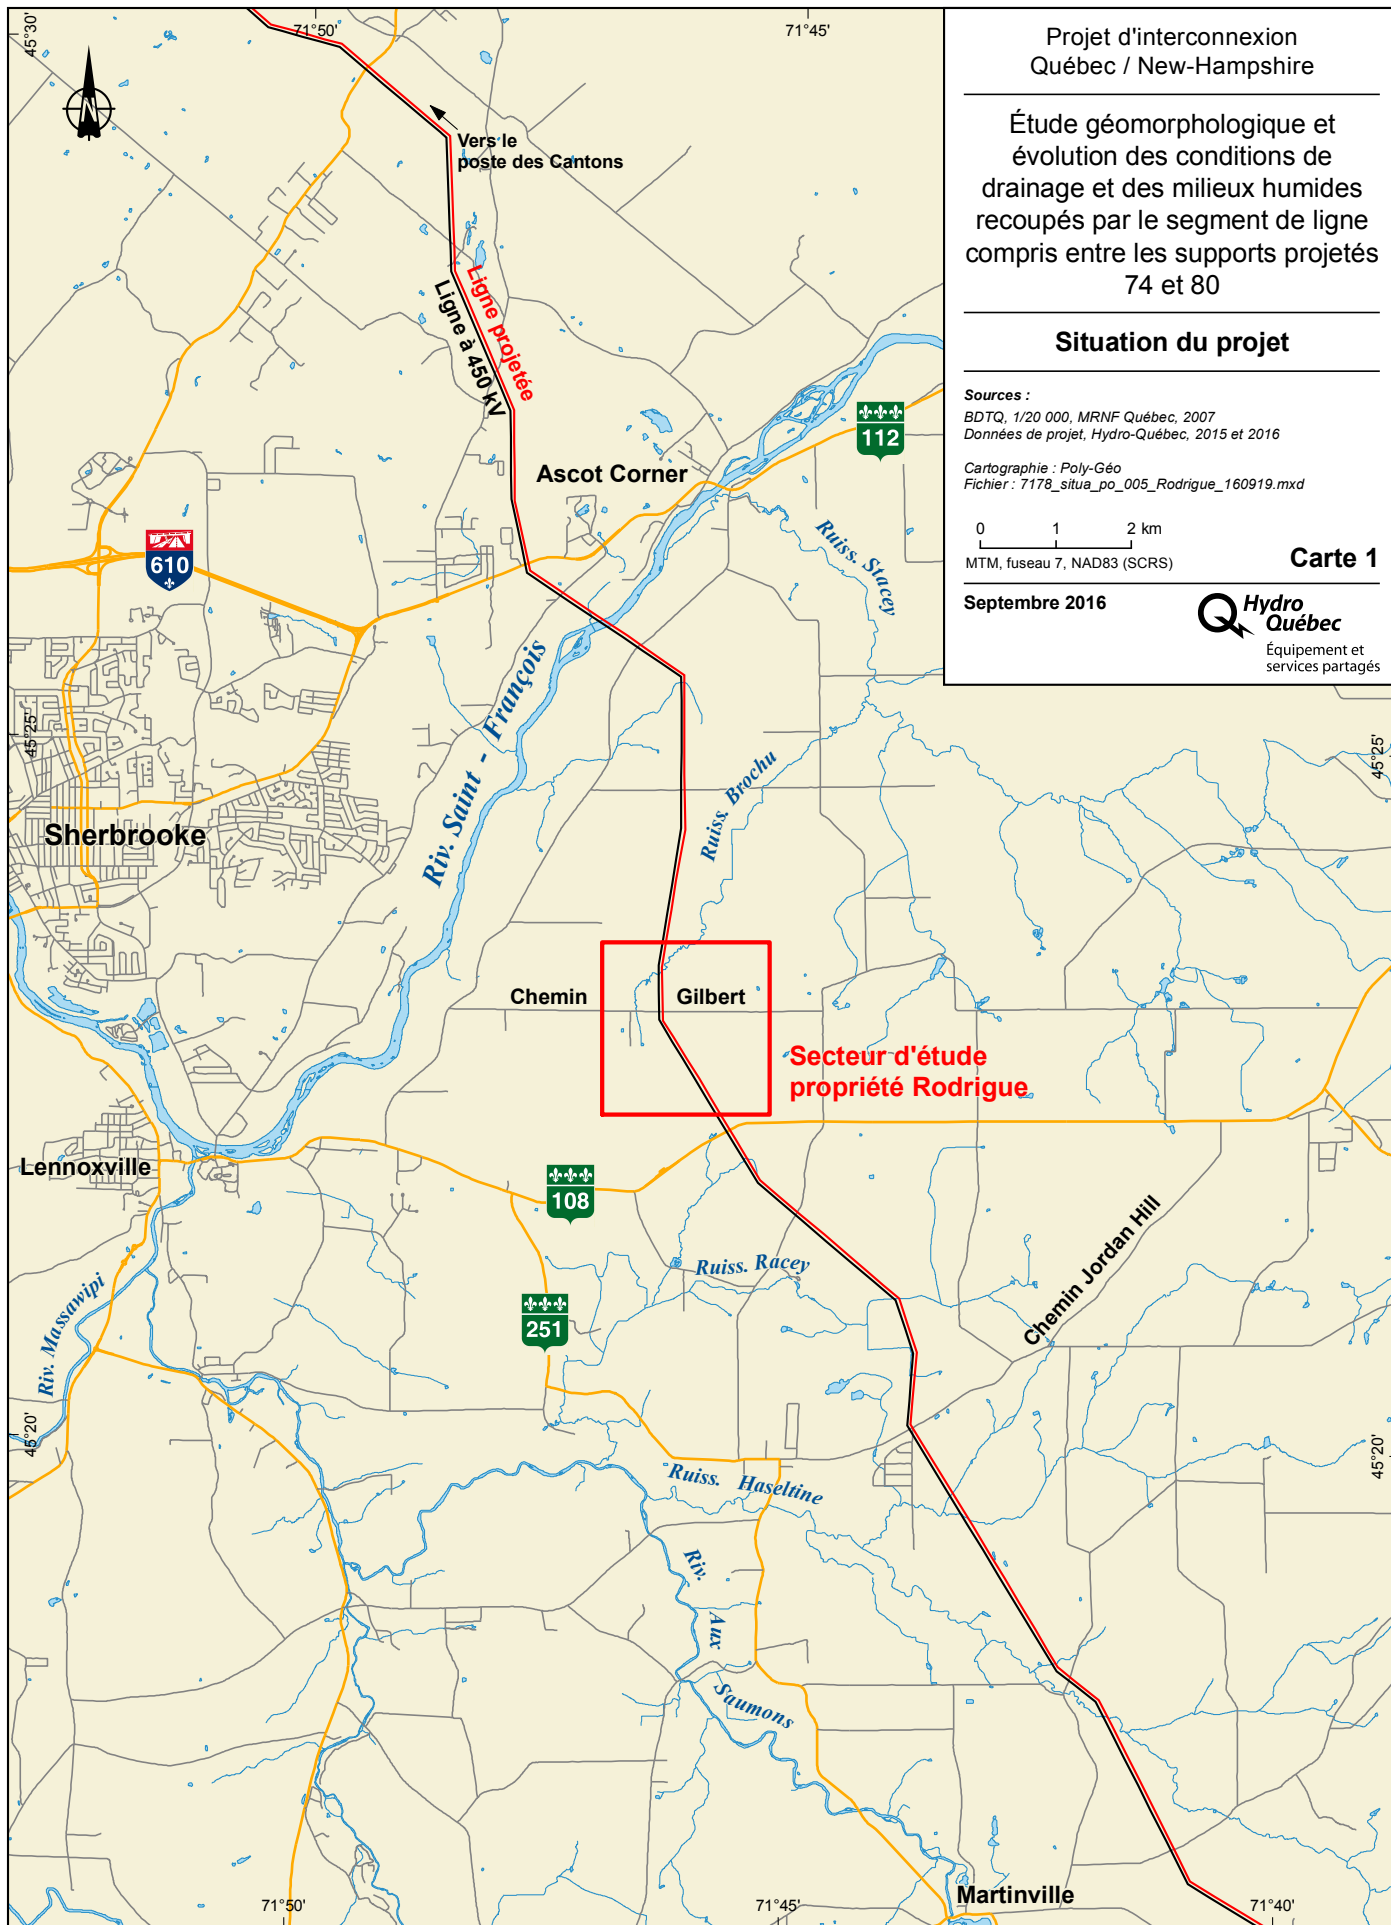 Projet d'interconnexion
Québec / New-Hampshire
Étude géomorphologique et
évolution des conditions de
drainage et des milieux humides
recoupés par le segment de ligne
compris entre les supports projetés
74 et 80
Situation du projet
Sources :
BDTQ, 1/20 000, MRNF Québec, 2007
Données de projet, Hydro-Québec, 2015 et 2016
Cartographie : Poly-Géo
Fichier : 7178_situa_po_005_Rodrigue_160919.mxd
0 1 2 km
MTM, fuseau 7, NAD83 (SCRS)
Carte 1
Septembre 2016
Hydro
Québec
Équipement et
services partagés
45°30'
71°50'
71°45'
N
Vers le
poste des Cantons
Ligne projetée
Ligne à 450 kV
112
Ascot Corner
610
Ruiss. Stacey
Riv. Saint - François
45°25'
45°25'
Ruiss. Brochu
Sherbrooke
Chemin Gilbert
Secteur d'étude
propriété Rodrigue
Lennoxville
108
Ruiss. Racey
Chemin Jordan Hill
251
Riv. Massawipi
45°20'
45°20'
Ruiss. Haseltine
Riv. Aux Saumons
Martinville
71°50'
71°45'
71°40'